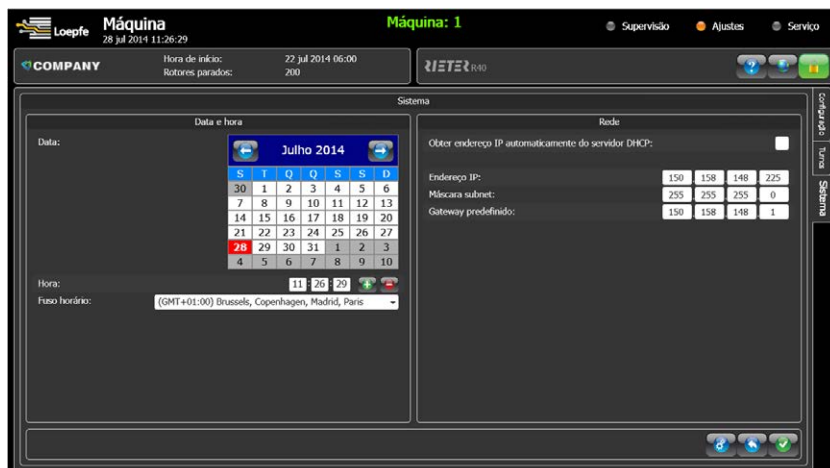 Loepfe
Máquina
28 jul 2014 11:26:29
Máquina: 1
Supervisão
Ajustes
Serviço
COMPANY
Hora de início: 22 jul 2014 06:00
Rotores parados: 200
RIETER R40
Sistema
Data e hora
Data:
Julho 2014
S T Q Q S S D
30 1 2 3 4 5 6
7 8 9 10 11 12 13
14 15 16 17 18 19 20
21 22 23 24 25 26 27
28 29 30 31 1 2 3
4 5 6 7 8 9 10
Hora: 11 : 26 : 29
Fuso horário: (GMT+01:00) Brussels, Copenhagen, Madrid, Paris
Rede
Obter endereço IP automaticamente do servidor DHCP:
Endereço IP: 150 . 158 . 148 . 225
Máscara subnet: 255 . 255 . 255 . 0
Gateway predefinido: 150 . 158 . 148 . 1
Configuração
Turnos
Sistema